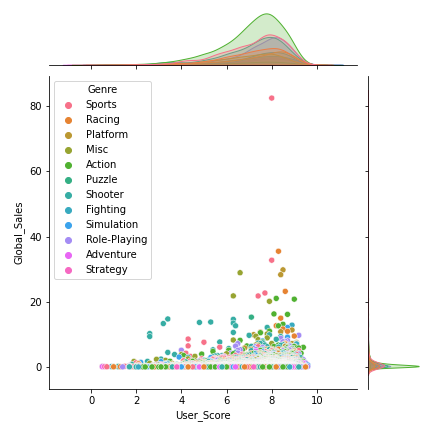 Genre
Sports
Racing
Platform
Misc
Action
Puzzle
Shooter
Fighting
Simulation
Role-Playing
Adventure
Strategy
80
60
40
20
0
Global_Sales
0 2 4 6 8 10
User_Score